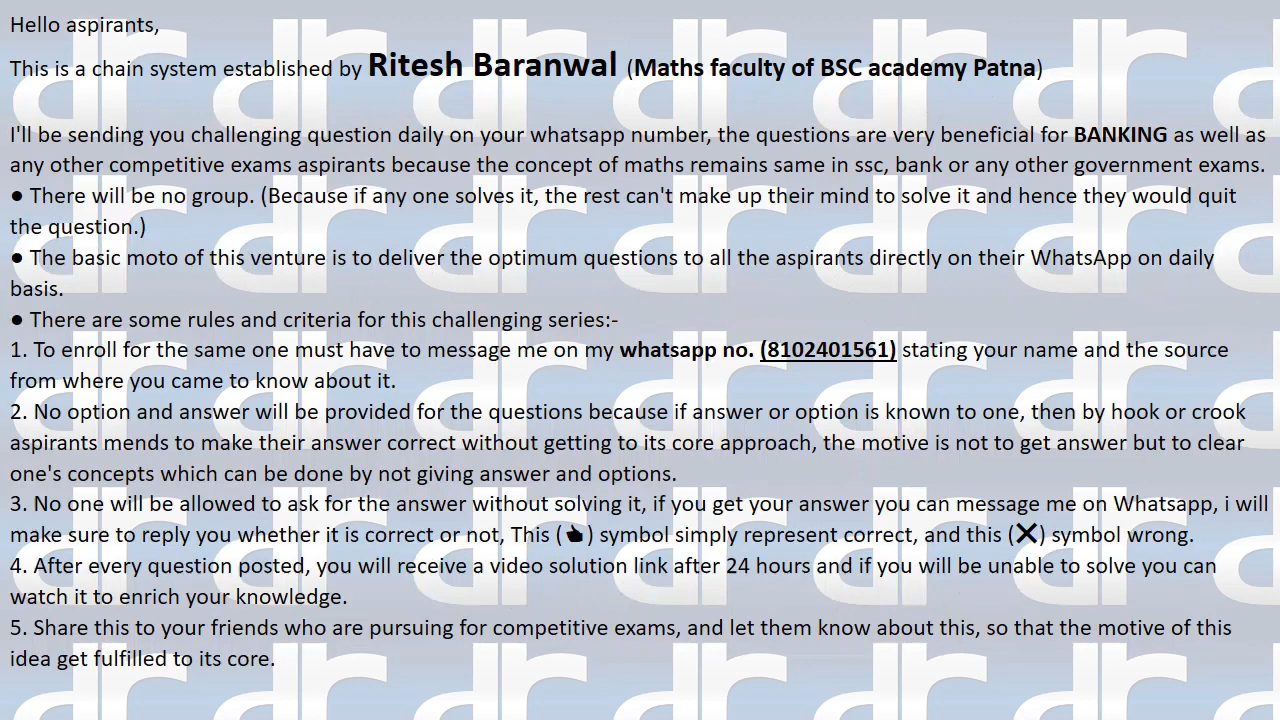 Hello aspirants,
This is a chain system established by Ritesh Baranwal (Maths faculty of BSC academy Patna)
I'll be sending you challenging question daily on your whatsapp number, the questions are very beneficial for BANKING as well as
any other competitive exams aspirants because the concept of maths remains same in ssc, bank or any other government exams.
● There will be no group. (Because if any one solves it, the rest can't make up their mind to solve it and hence they would quit
the question.)
● The basic moto of this venture is to deliver the optimum questions to all the aspirants directly on their WhatsApp on daily
basis.
● There are some rules and criteria for this challenging series:-
1. To enroll for the same one must have to message me on my whatsapp no. (8102401561) stating your name and the source
from where you came to know about it.
2. No option and answer will be provided for the questions because if answer or option is known to one, then by hook or crook
aspirants mends to make their answer correct without getting to its core approach, the motive is not to get answer but to clear
one's concepts which can be done by not giving answer and options.
3. No one will be allowed to ask for the answer without solving it, if you get your answer you can message me on Whatsapp, i will
make sure to reply you whether it is correct or not, This (👍) symbol simply represent correct, and this (❌) symbol wrong.
4. After every question posted, you will receive a video solution link after 24 hours and if you will be unable to solve you can
watch it to enrich your knowledge.
5. Share this to your friends who are pursuing for competitive exams, and let them know about this, so that the motive of this
idea get fulfilled to its core.